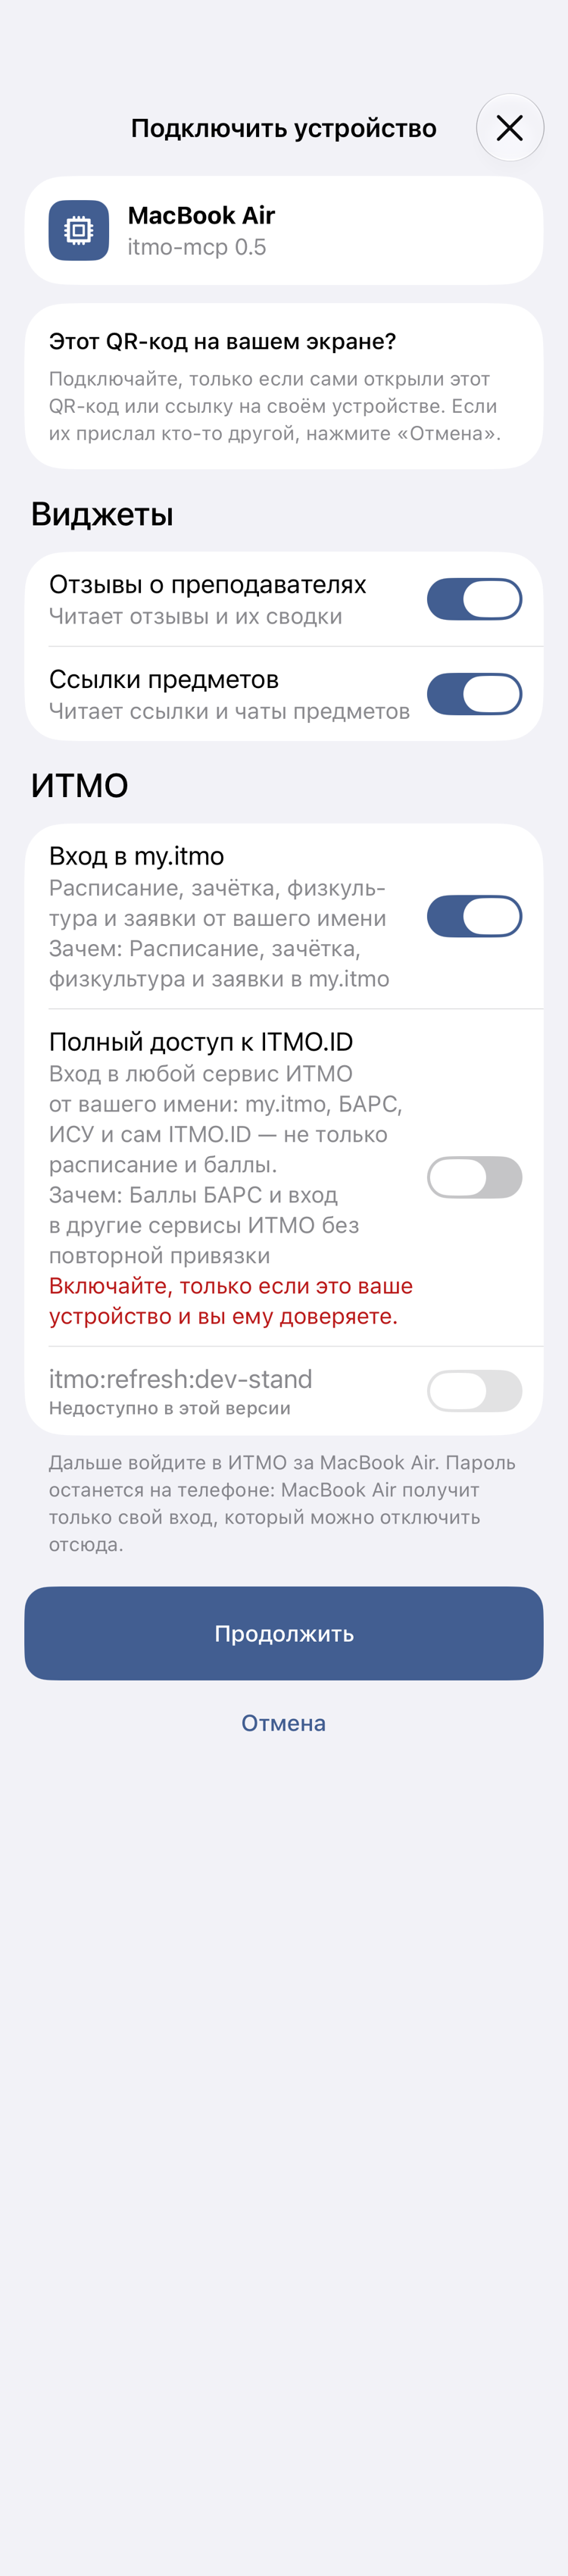 Подключить устройство
MacBook Air
itmo-mcp 0.5
Этот QR-код на вашем экране?
Подключайте, только если сами открыли этот
QR-код или ссылку на своём устройстве. Если
их прислал кто-то другой, нажмите «Отмена».
Виджеты
Отзывы о преподавателях
Читает отзывы и их сводки
Ссылки предметов
Читает ссылки и чаты предметов
ИТМО
Вход в my.itmo
Расписание, зачётка, физкуль-
тура и заявки от вашего имени
Зачем: Расписание, зачётка,
физкультура и заявки в my.itmo
Полный доступ к ITMO.ID
Вход в любой сервис ИТМО
от вашего имени: my.itmo, БАРС,
ИСУ и сам ITMO.ID — не только
расписание и баллы.
Зачем: Баллы БАРС и вход
в другие сервисы ИТМО без
повторной привязки
Включайте, только если это ваше
устройство и вы ему доверяете.
itmo:refresh:dev-stand
Недоступно в этой версии
Дальше войдите в ИТМО за MacBook Air. Пароль
останется на телефоне: MacBook Air получит
только свой вход, который можно отключить
отсюда.
Продолжить
Отмена